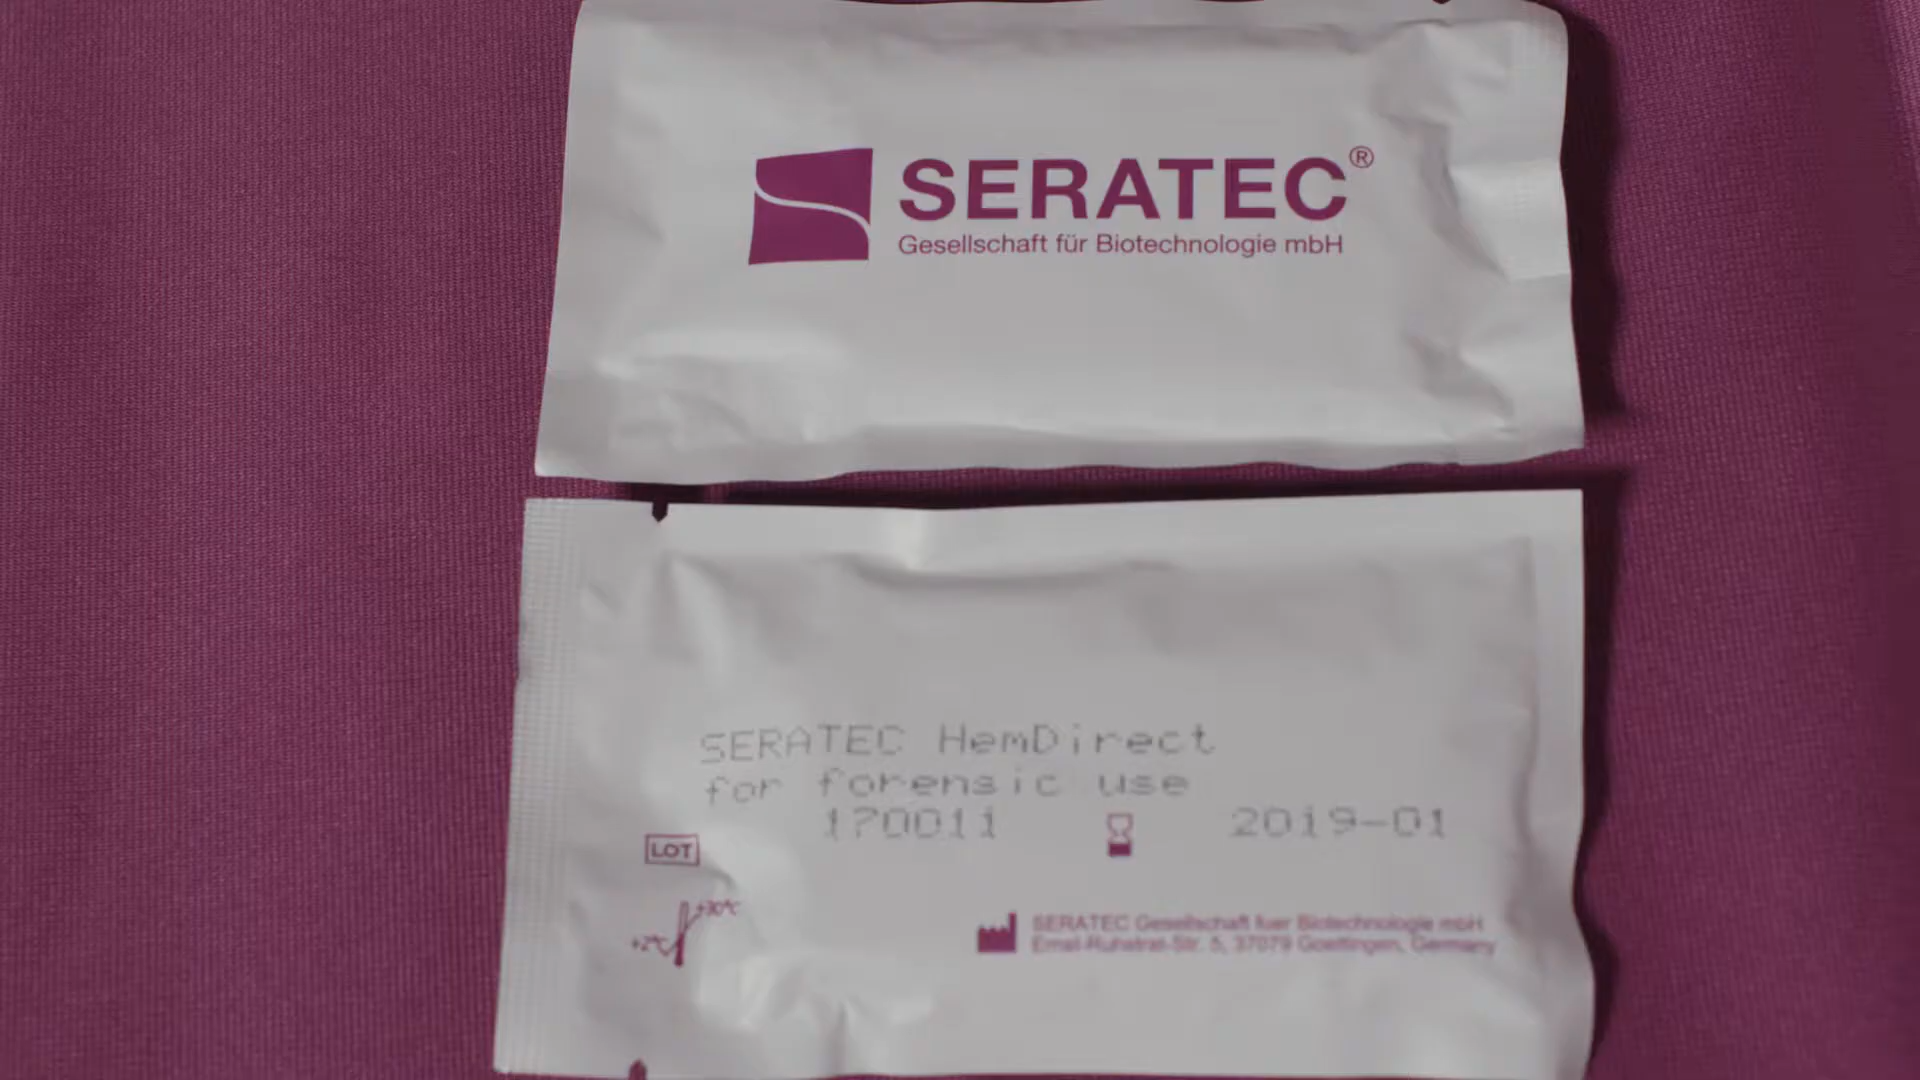 SERATEC®
Gesellschaft für Biotechnologie mbH
SERATEC HemDirect
for forensic use
170011 2019-01
LOT
+30°C
+2°C
SERATEC Gesellschaft fuer Biotechnologie mbH
Ernst-Ruhstrat-Str. 5, 37079 Goettingen, Germany